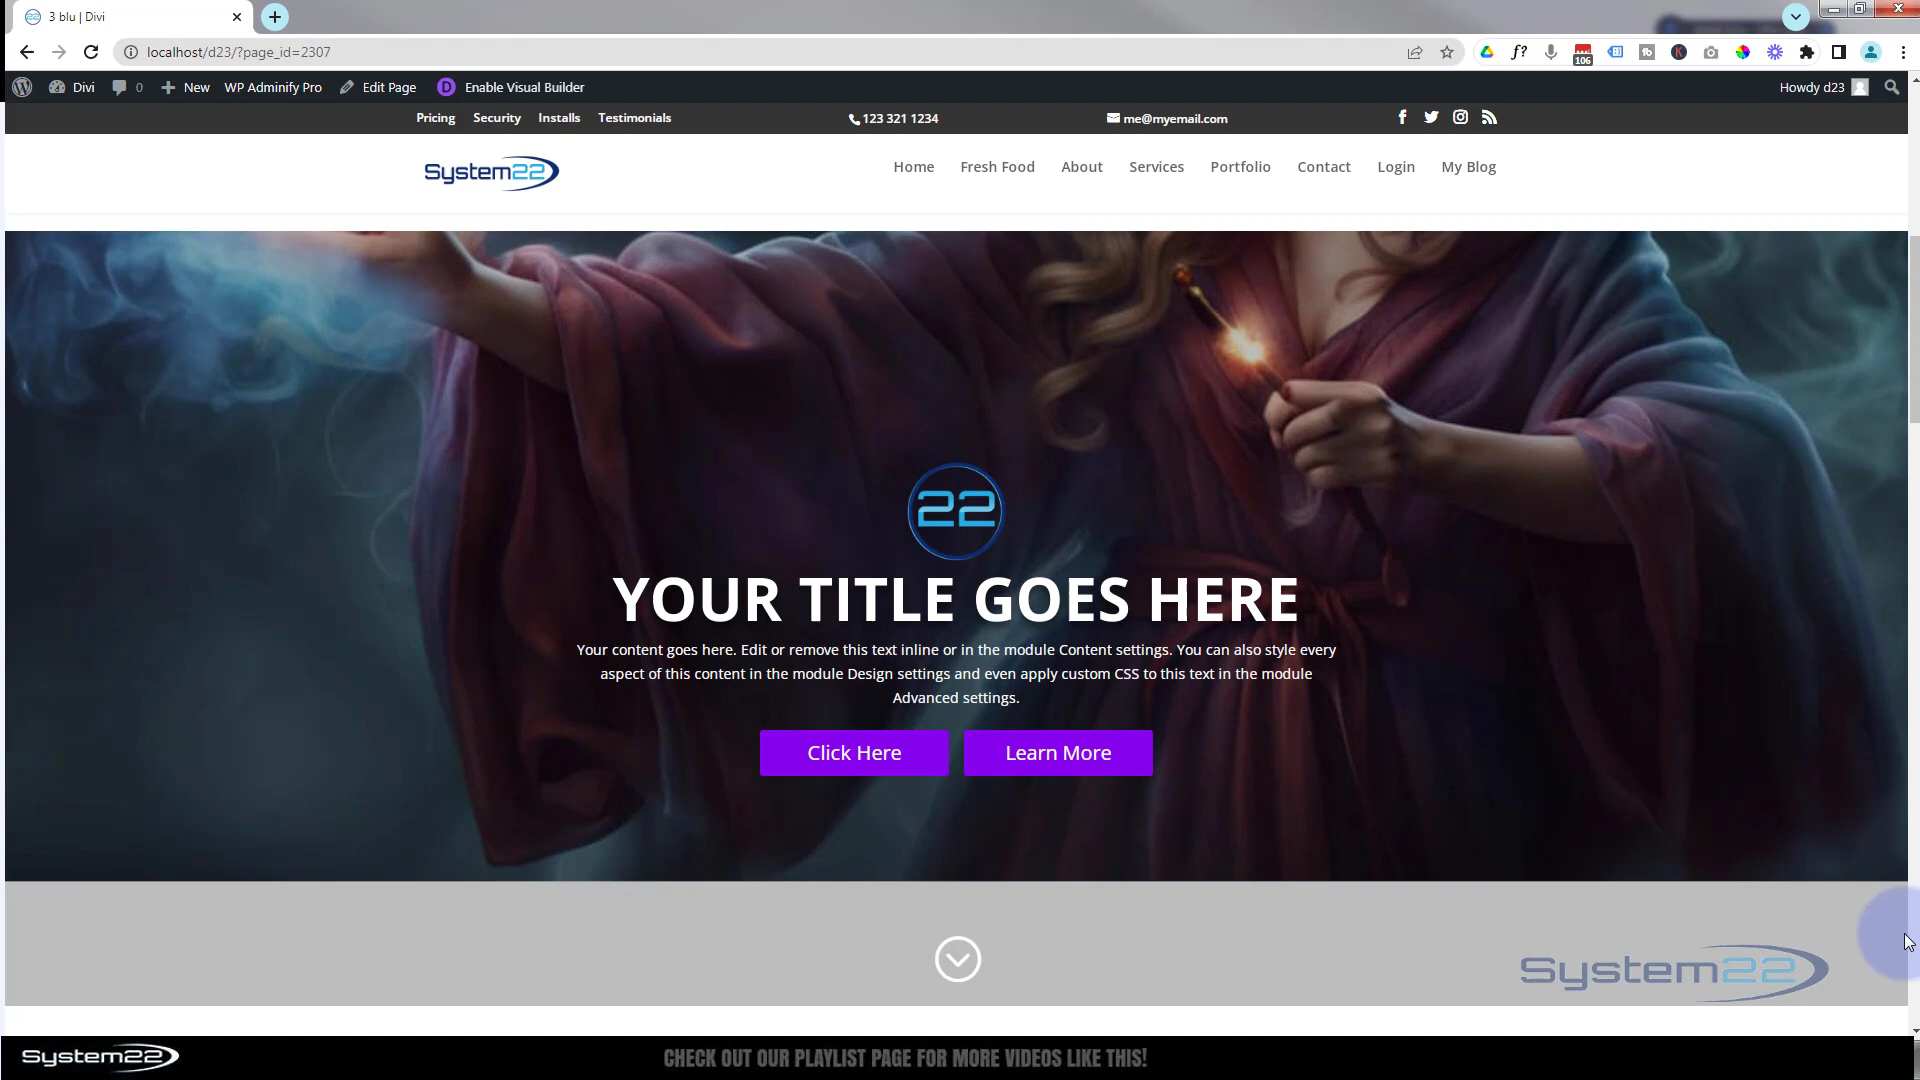 3 blu | Divi
localhost/d23/?page_id=2307
f?
106
Divi 0 New WP Adminify Pro Edit Page D Enable Visual Builder Howdy d23
Pricing Security Installs Testimonials 123 321 1234 me@myemail.com
System22
Home Fresh Food About Services Portfolio Contact Login My Blog
22
YOUR TITLE GOES HERE
Your content goes here. Edit or remove this text inline or in the module Content settings. You can also style every
aspect of this content in the module Design settings and even apply custom CSS to this text in the module
Advanced settings.
Click Here Learn More
System22
System22 CHECK OUT OUR PLAYLIST PAGE FOR MORE VIDEOS LIKE THIS!